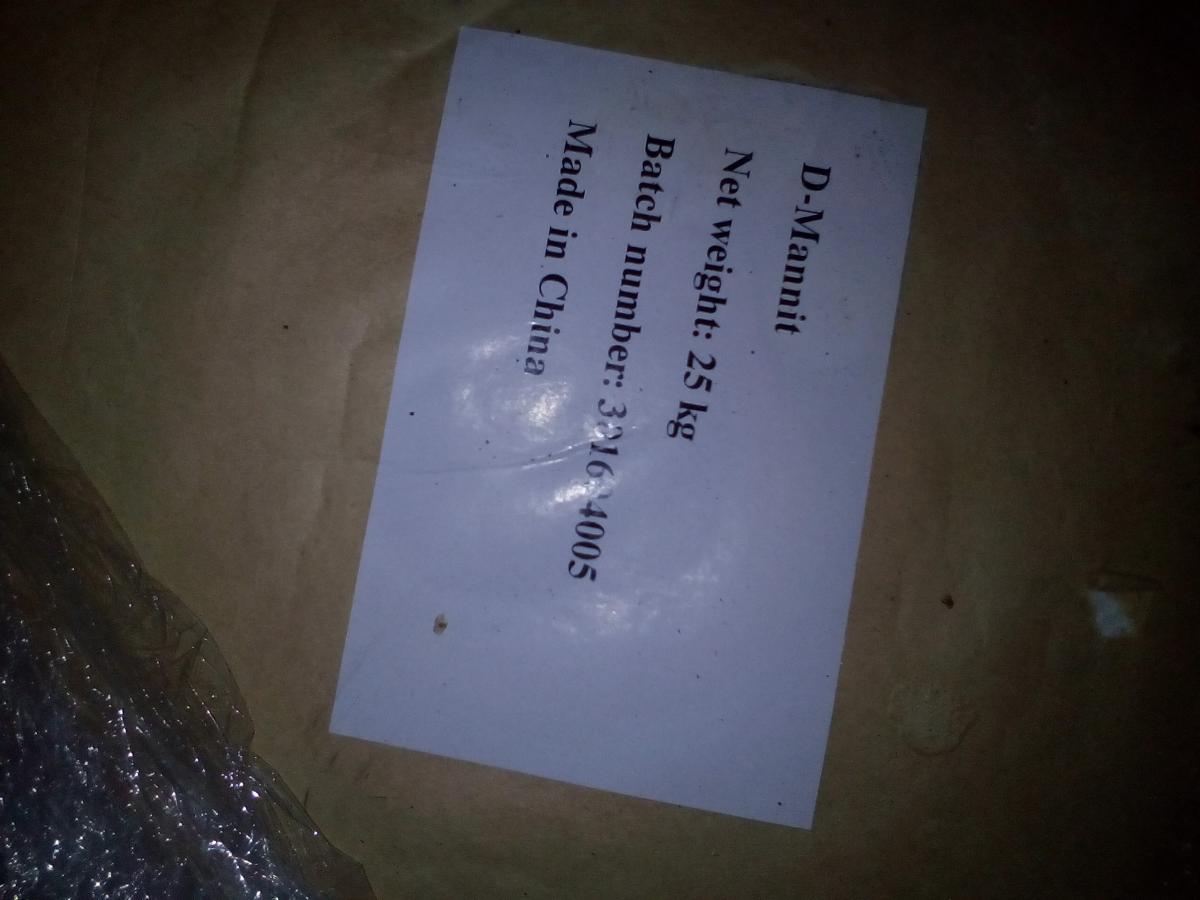 D-Mannit
Net weight: 25 kg
Batch number:
Made in China